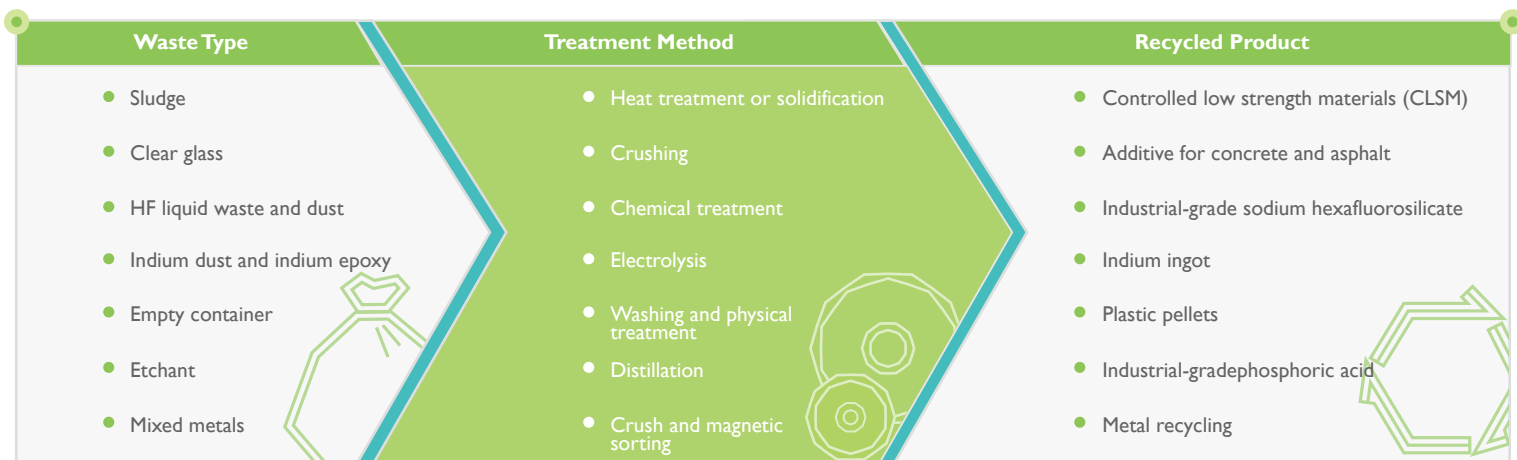 Waste Type
Treatment Method
Recycled Product
Sludge
Heat treatment or solidification
Controlled low strength materials (CLSM)
Clear glass
Crushing
Additive for concrete and asphalt
HF liquid waste and dust
Chemical treatment
Industrial-grade sodium hexafluorosilicate
Indium dust and indium epoxy
Electrolysis
Indium ingot
Empty container
Washing and physical
treatment
Plastic pellets
Etchant
Distillation
Industrial-gradephosphoric acid
Mixed metals
Crush and magnetic
sorting
Metal recycling